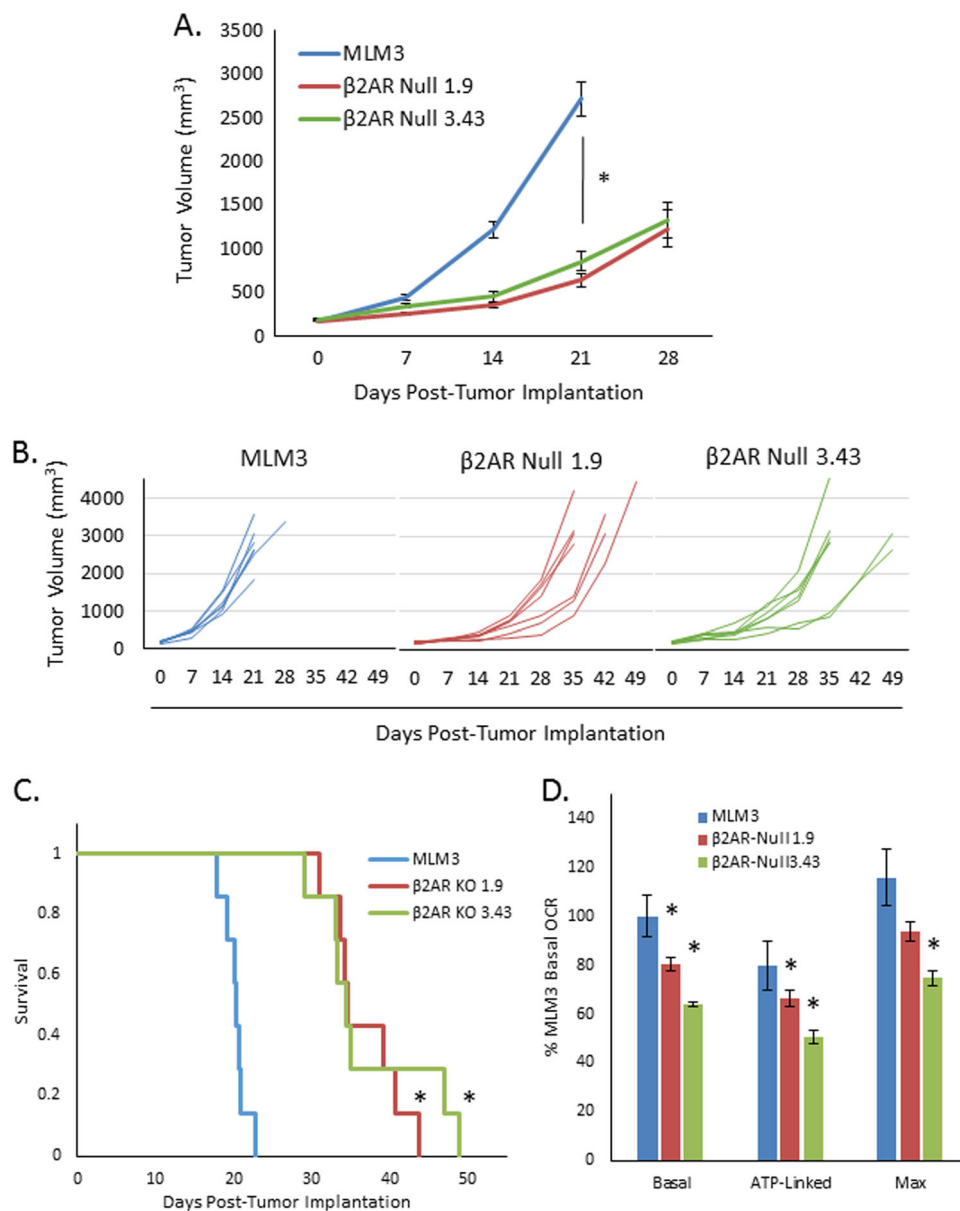 A.
3500
3000
2500
2000
1500
1000
500
0
Tumor Volume (mm3)
MLM3
β2AR Null 1.9
β2AR Null 3.43
*
0 7 14 21 28
Days Post-Tumor Implantation
B.
MLM3 β2AR Null 1.9 β2AR Null 3.43
Tumor Volume (mm3)
4000
3000
2000
1000
0
0 7 14 21 28 35 42 49 0 7 14 21 28 35 42 49 0 7 14 21 28 35 42 49
Days Post-Tumor Implantation
C.
Survival
1
0.8
0.6
0.4
0.2
0
MLM3
β2AR KO 1.9
β2AR KO 3.43
* *
0 10 20 30 40 50
Days Post-Tumor Implantation
D.
% MLM3 Basal OCR
140
120
100
80
60
40
20
0
MLM3
β2AR-Null 1.9
β2AR-Null 3.43
* * * * *
Basal ATP-Linked Max